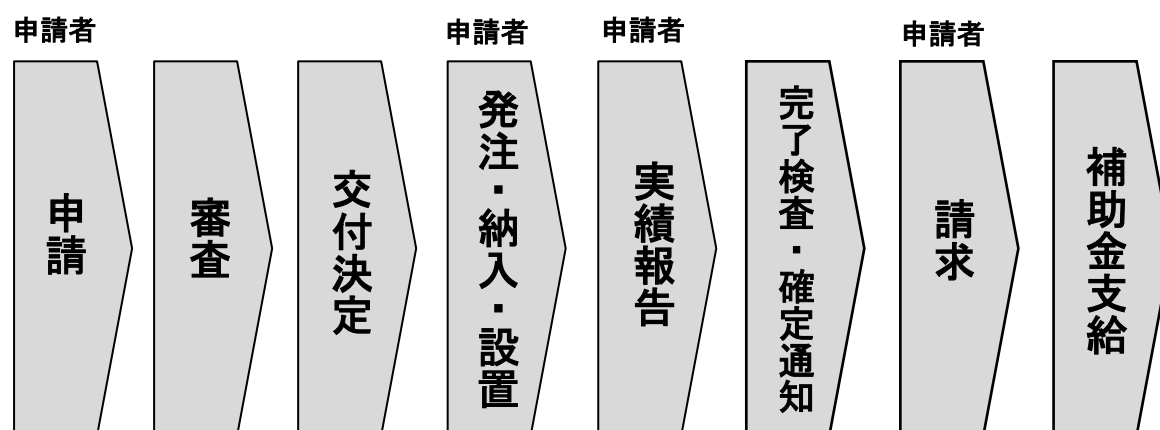 申請者
申請
審査
交付決定
申請者
発注・納入・設置
申請者
実績報告
完了検査・確定通知
申請者
請求
補助金支給